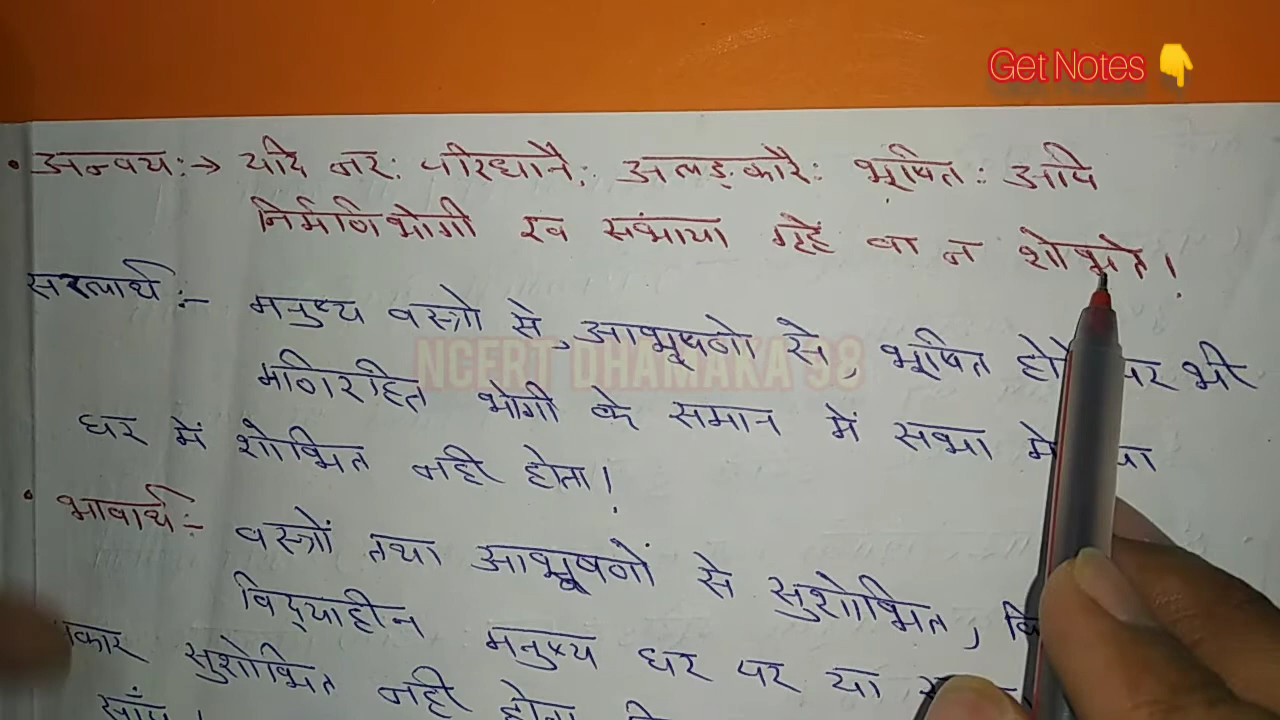 Get Notes 👇
• अन्वय :→ यदि नर: परिधानै: अलङ्कारै: भूषित: अपि
निर्मणिभोगी इव संभाया गृहें वा न शोभते।
सरलार्थ :- मनुष्य वस्त्रो से, आभूषणो से, भूषित पर भी
मणिरहित भोगी के समान में सभा
घर में शोभित नही होता।
NCERT DHAMAKA 98
• भावार्थ :- वस्त्रों तथा आभूषणों से सुशोभित,
विद्याहीन मनुष्य घर पर या
सुशोभित नही होता
साँप।